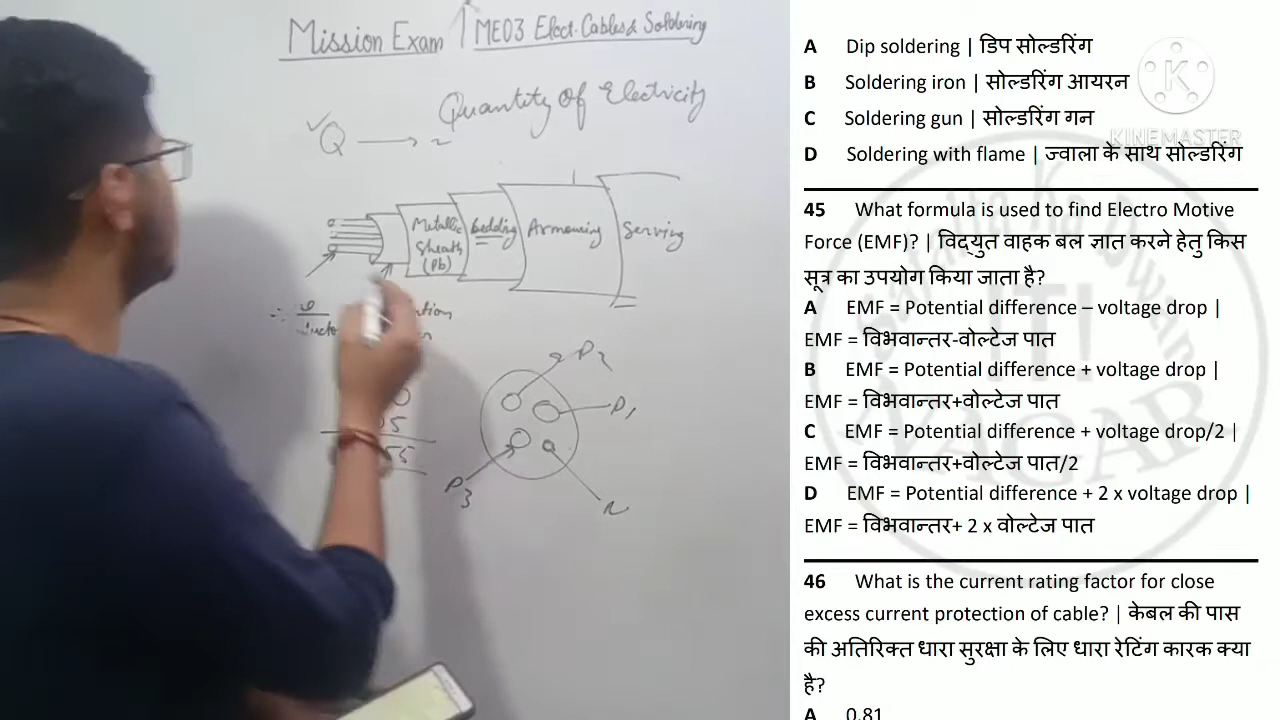 Mission Exam
ME03 Elect. Cables & Soldering
Quantity Of Electricity
Q
Metallic
Sheath
(Pb)
bedding
Armouring
Serving
P2
P1
P3
N
A Dip soldering | डिप सोल्डरिंग
B Soldering iron | सोल्डरिंग आयरन
C Soldering gun | सोल्डरिंग गन
D Soldering with flame | ज्वाला के साथ सोल्डरिंग
KINEMASTER
45 What formula is used to find Electro Motive
Force (EMF)? | विद्युत वाहक बल ज्ञात करने हेतु किस
सूत्र का उपयोग किया जाता है?
A EMF = Potential difference – voltage drop |
EMF = विभवान्तर-वोल्टेज पात
B EMF = Potential difference + voltage drop |
EMF = विभवान्तर+वोल्टेज पात
C EMF = Potential difference + voltage drop/2 |
EMF = विभवान्तर+वोल्टेज पात/2
D EMF = Potential difference + 2 x voltage drop |
EMF = विभवान्तर+ 2 x वोल्टेज पात
46 What is the current rating factor for close
excess current protection of cable? | केबल की पास
की अतिरिक्त धारा सुरक्षा के लिए धारा रेटिंग कारक क्या
है?
A 0.81